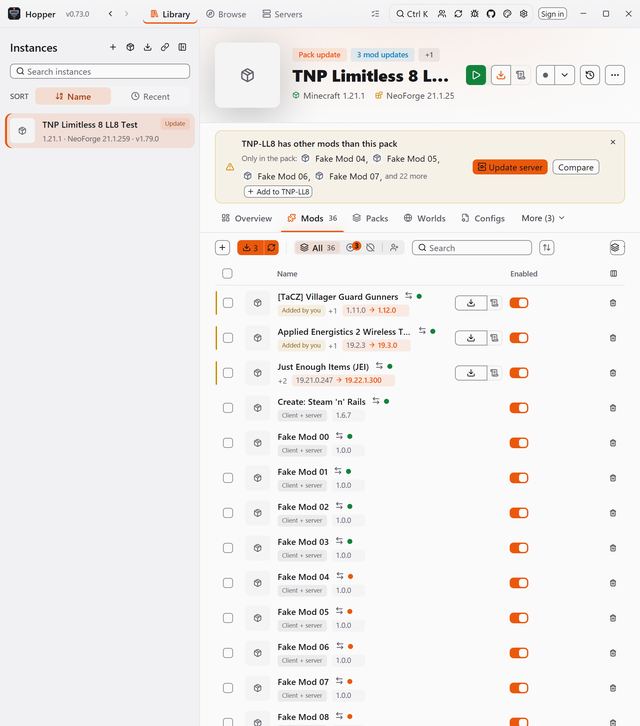 Hopper v0.73.0 Library Browse Servers Ctrl K Sign in
Instances
Search instances
SORT Name Recent
TNP Limitless 8 LL8 Test Update
1.21.1 · NeoForge 21.1.259 · v1.79.0
Pack update 3 mod updates +1
TNP Limitless 8 L...
Minecraft 1.21.1 NeoForge 21.1.25
TNP-LL8 has other mods than this pack
Only in the pack: Fake Mod 04, Fake Mod 05,
Fake Mod 06, Fake Mod 07, and 22 more
+ Add to TNP-LL8
Update server Compare
Overview Mods 36 Packs Worlds Configs More (3)
3 All 36 3 Search
Name Enabled
[TaCZ] Villager Guard Gunners
Added by you +1 1.11.0 → 1.12.0
Applied Energistics 2 Wireless T...
Added by you +1 19.2.3 → 19.3.0
Just Enough Items (JEI)
+2 19.21.0.247 → 19.22.1.300
Create: Steam 'n' Rails
Client + server 1.6.7
Fake Mod 00
Client + server 1.0.0
Fake Mod 01
Client + server 1.0.0
Fake Mod 02
Client + server 1.0.0
Fake Mod 03
Client + server 1.0.0
Fake Mod 04
Client + server 1.0.0
Fake Mod 05
Client + server 1.0.0
Fake Mod 06
Client + server 1.0.0
Fake Mod 07
Client + server 1.0.0
Fake Mod 08